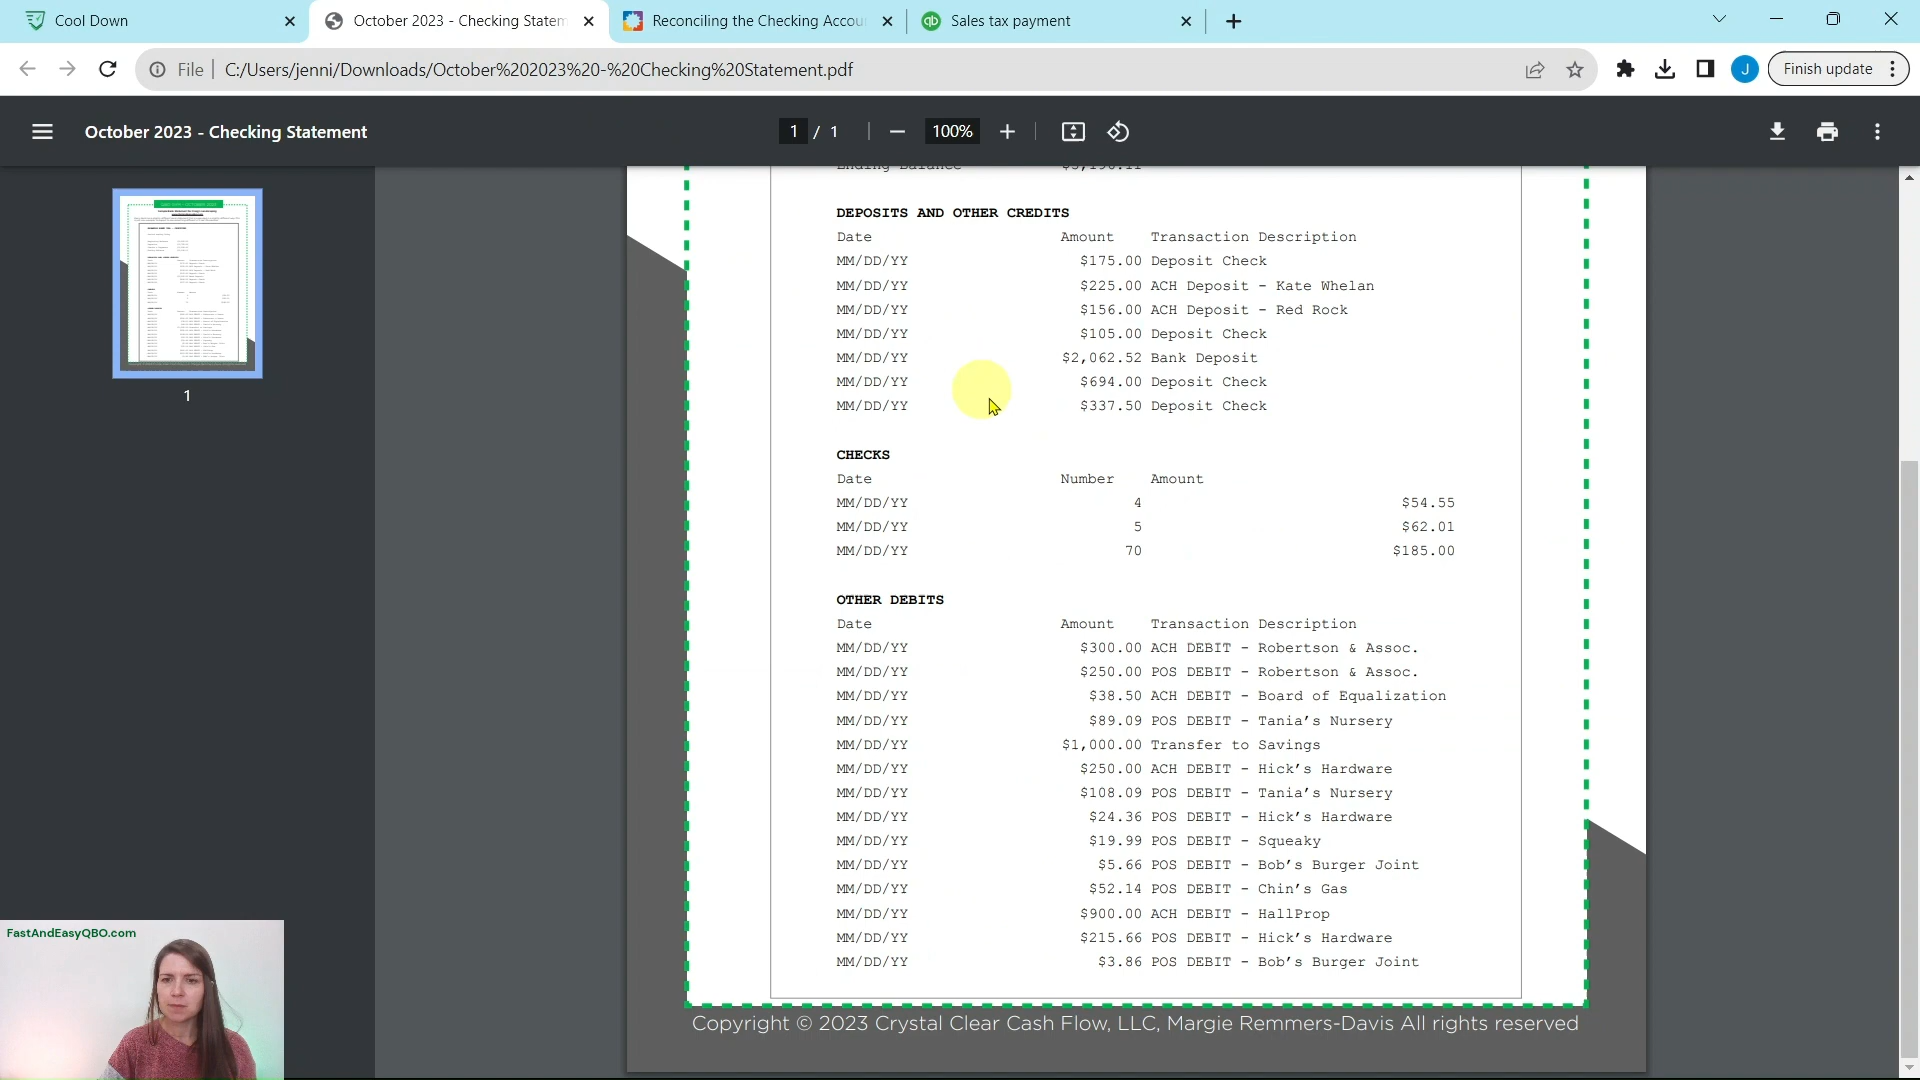 Cool Down
October 2023 - Checking Statem
Reconciling the Checking Accou
Sales tax payment
File
C:/Users/jenni/Downloads/October%202023%20-%20Checking%20Statement.pdf
J
Finish update
October 2023 - Checking Statement
1 / 1
100%
1
DEPOSITS AND OTHER CREDITS
Date Amount Transaction Description
MM/DD/YY $175.00 Deposit Check
MM/DD/YY $225.00 ACH Deposit - Kate Whelan
MM/DD/YY $156.00 ACH Deposit - Red Rock
MM/DD/YY $105.00 Deposit Check
MM/DD/YY $2,062.52 Bank Deposit
MM/DD/YY $694.00 Deposit Check
MM/DD/YY $337.50 Deposit Check
CHECKS
Date Number Amount
MM/DD/YY 4 $54.55
MM/DD/YY 5 $62.01
MM/DD/YY 70 $185.00
OTHER DEBITS
Date Amount Transaction Description
MM/DD/YY $300.00 ACH DEBIT - Robertson & Assoc.
MM/DD/YY $250.00 POS DEBIT - Robertson & Assoc.
MM/DD/YY $38.50 ACH DEBIT - Board of Equalization
MM/DD/YY $89.09 POS DEBIT - Tania's Nursery
MM/DD/YY $1,000.00 Transfer to Savings
MM/DD/YY $250.00 ACH DEBIT - Hick's Hardware
MM/DD/YY $108.09 POS DEBIT - Tania's Nursery
MM/DD/YY $24.36 POS DEBIT - Hick's Hardware
MM/DD/YY $19.99 POS DEBIT - Squeaky
MM/DD/YY $5.66 POS DEBIT - Bob's Burger Joint
MM/DD/YY $52.14 POS DEBIT - Chin's Gas
MM/DD/YY $900.00 ACH DEBIT - HallProp
MM/DD/YY $215.66 POS DEBIT - Hick's Hardware
MM/DD/YY $3.86 POS DEBIT - Bob's Burger Joint
Copyright © 2023 Crystal Clear Cash Flow, LLC, Margie Remmers-Davis All rights reserved
FastAndEasyQBO.com